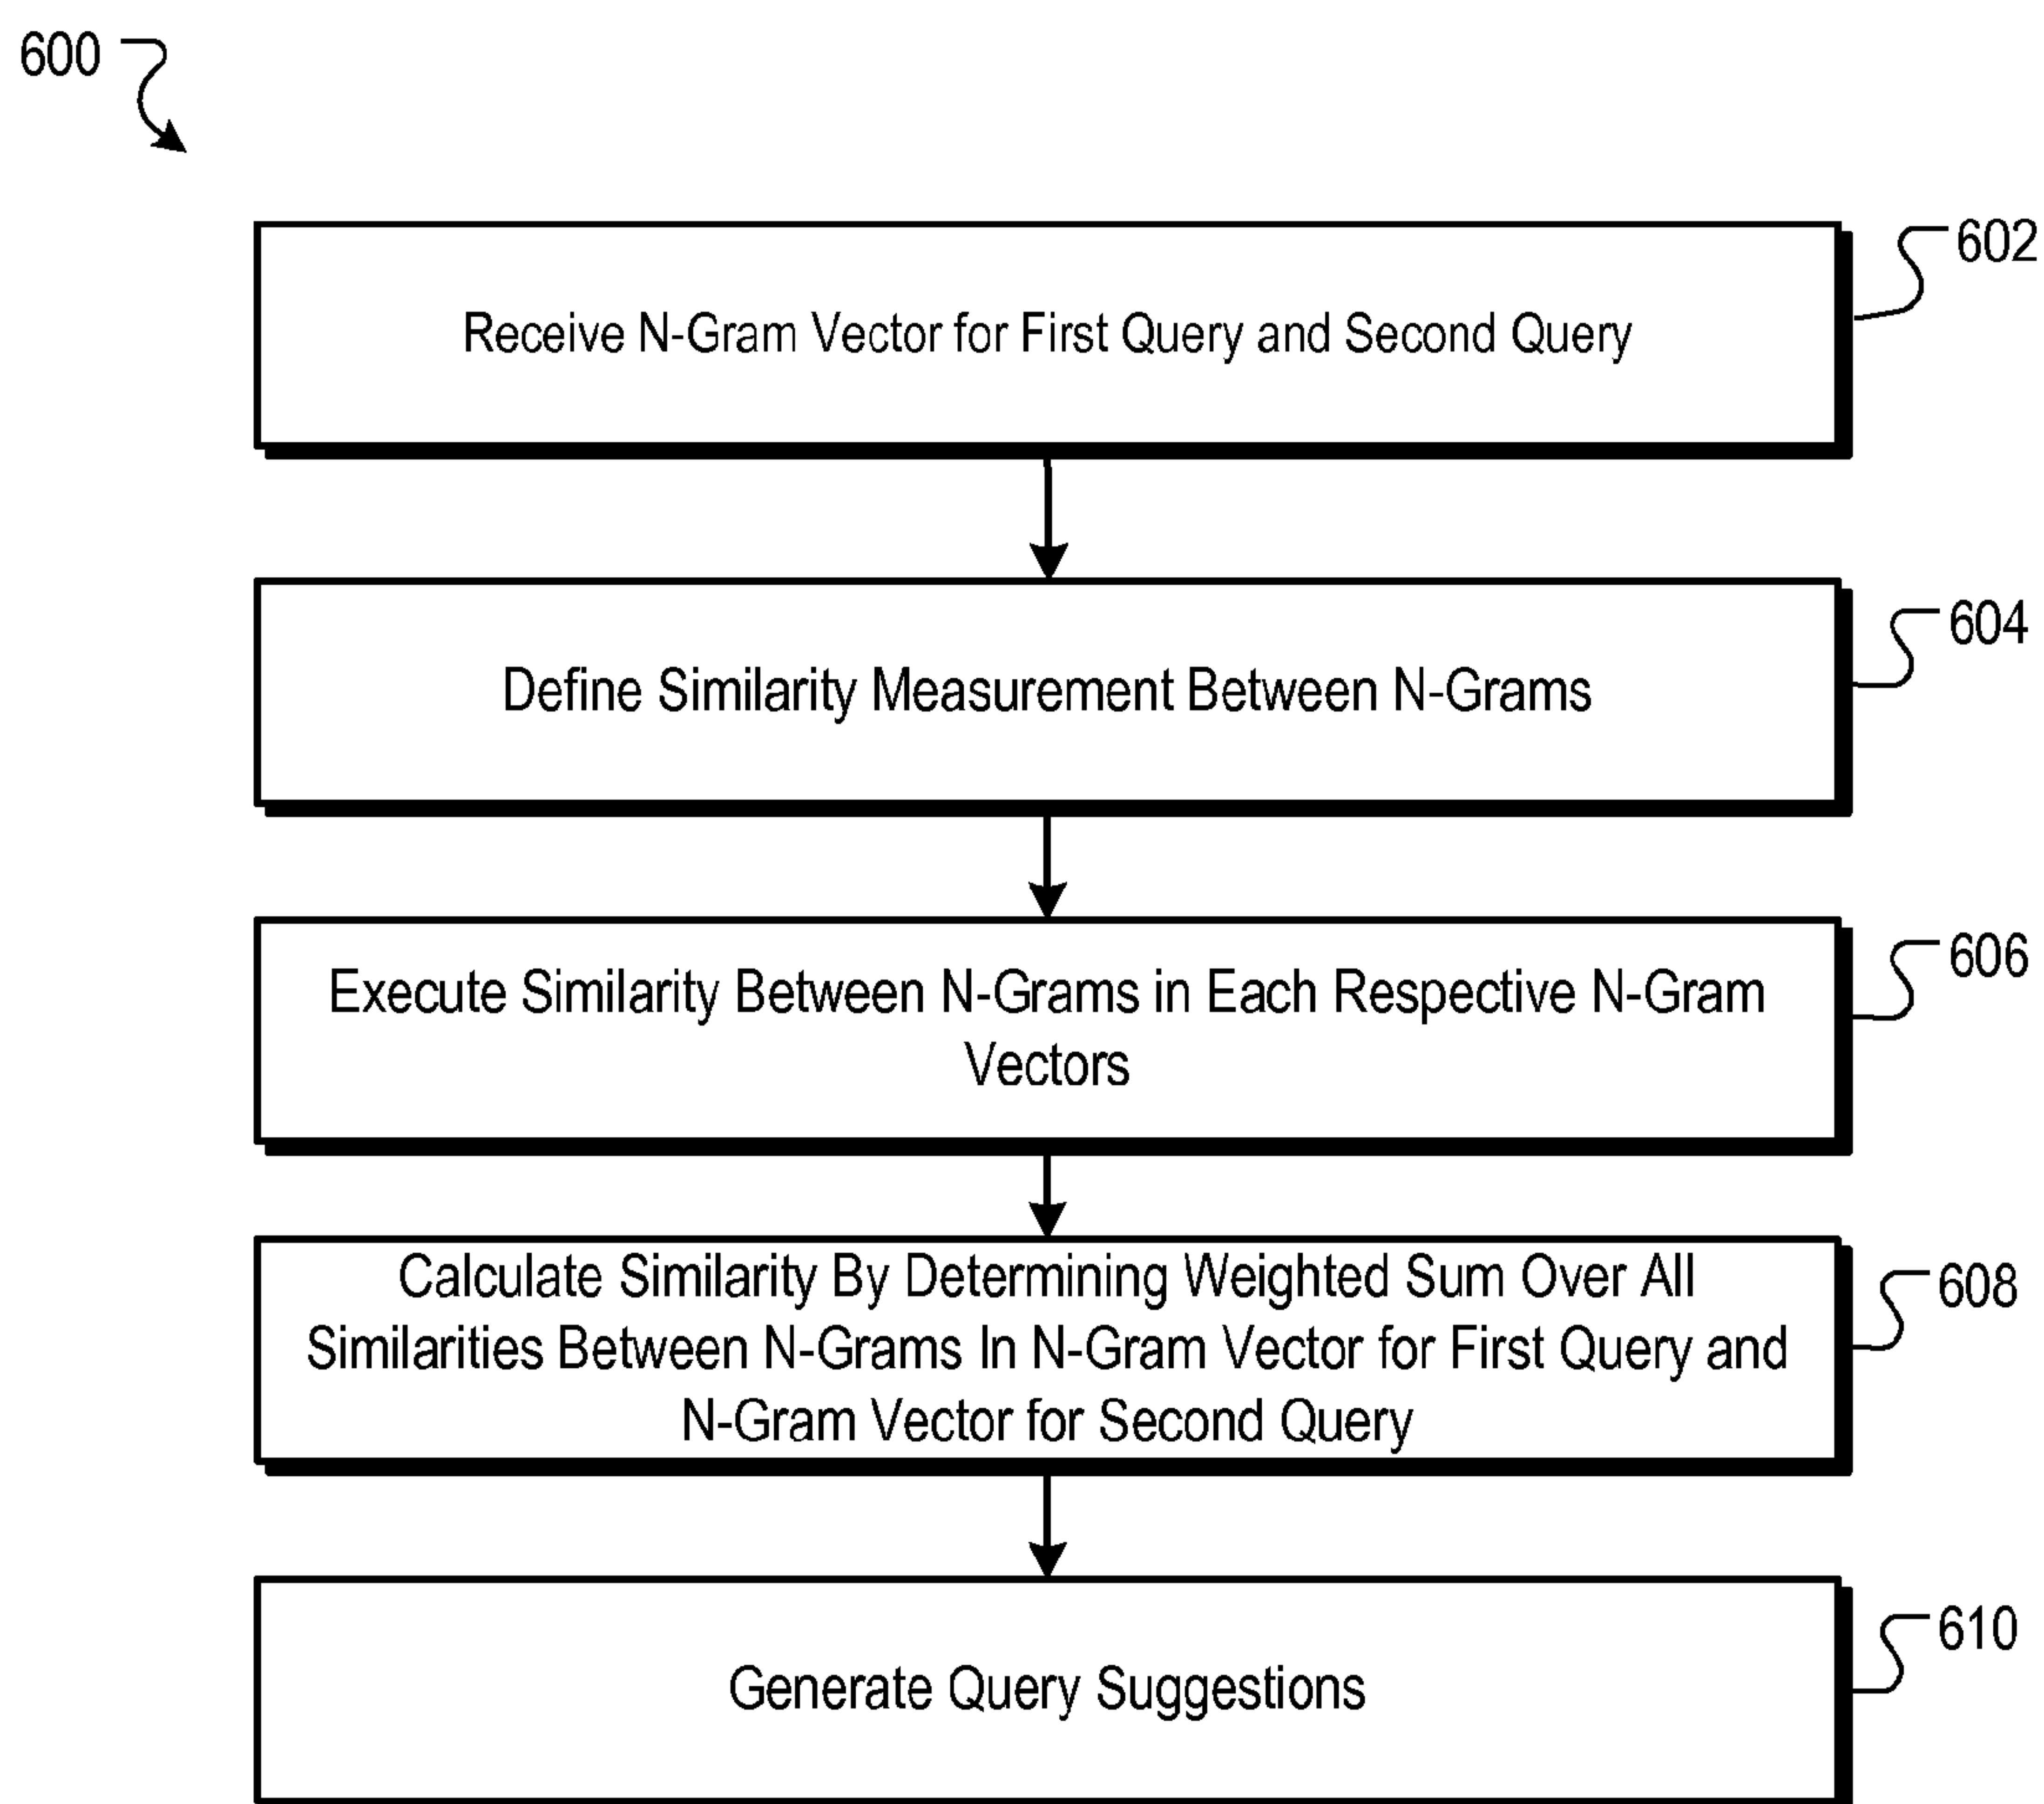 600
602
Receive N-Gram Vector for First Query and Second Query
604
Define Similarity Measurement Between N-Grams
606
Execute Similarity Between N-Grams in Each Respective N-Gram
Vectors
608
Calculate Similarity By Determining Weighted Sum Over All
Similarities Between N-Grams In N-Gram Vector for First Query and
N-Gram Vector for Second Query
610
Generate Query Suggestions